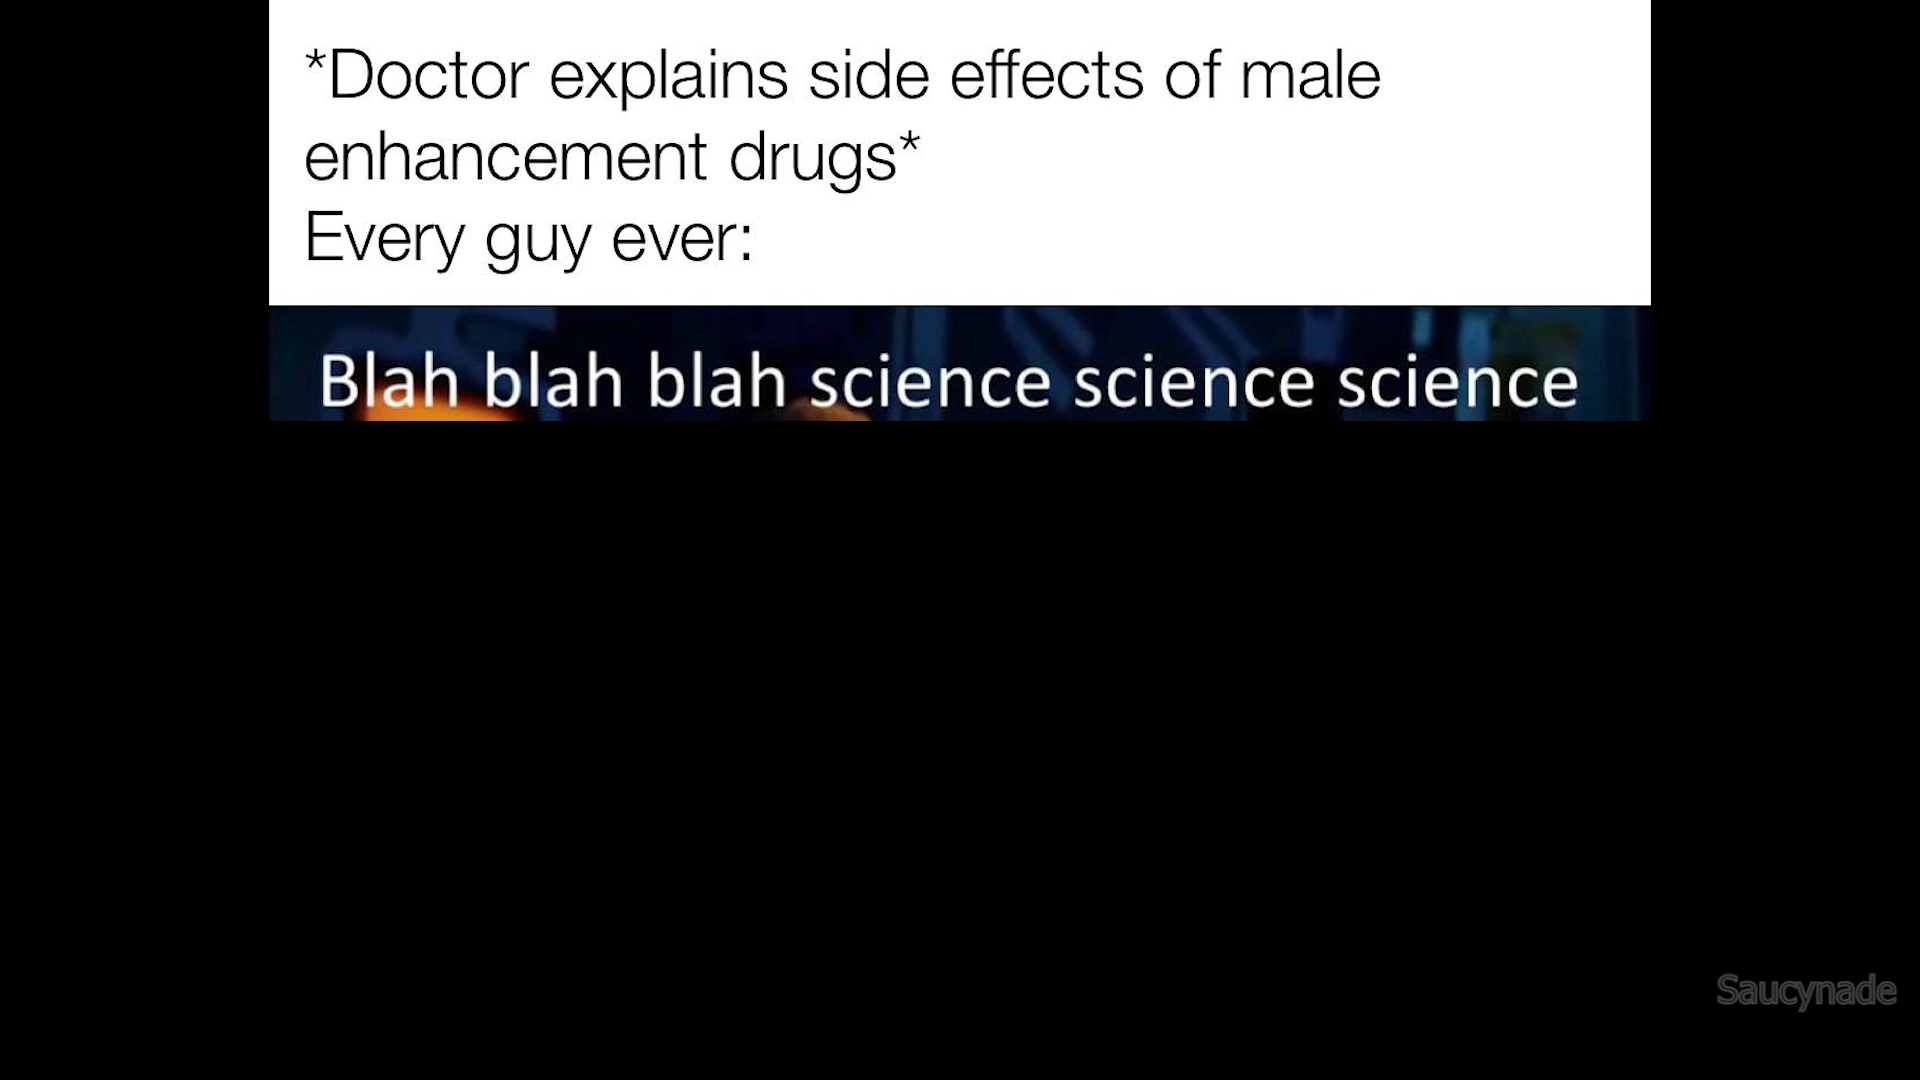 *Doctor explains side effects of male
enhancement drugs*
Every guy ever:
Blah blah blah science science science
Saucynade